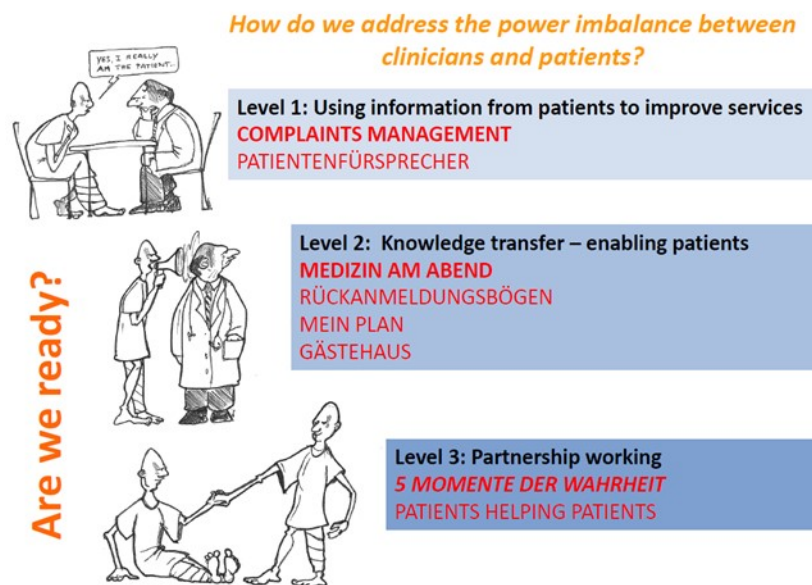 How do we address the power imbalance between
clinicians and patients?
YES, I REALLY
AM THE PATIENT...
Level 1: Using information from patients to improve services
COMPLAINTS MANAGEMENT
PATIENTENFÜRSPRECHER
Level 2:  Knowledge transfer – enabling patients
MEDIZIN AM ABEND
RÜCKANMELDUNGSBÖGEN
MEIN PLAN
GÄSTEHAUS
Are we ready?
Level 3: Partnership working
5 MOMENTE DER WAHRHEIT
PATIENTS HELPING PATIENTS